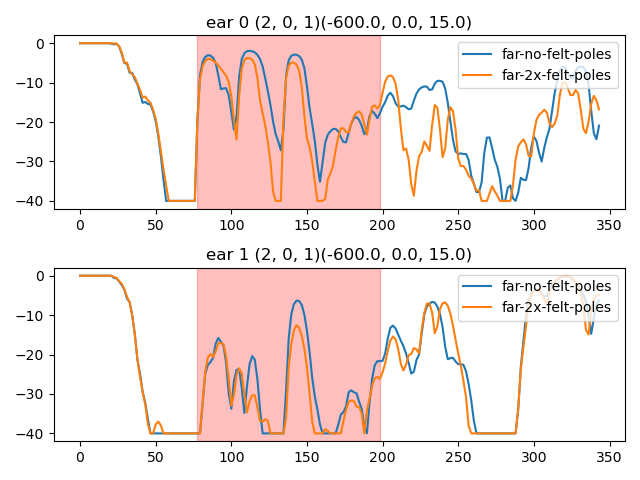 ear 0 (2, 0, 1)(-600.0, 0.0, 15.0)
0
−10
−20
−30
−40
far-no-felt-poles
far-2x-felt-poles
0 50 100 150 200 250 300 350
ear 1 (2, 0, 1)(-600.0, 0.0, 15.0)
0
−10
−20
−30
−40
far-no-felt-poles
far-2x-felt-poles
0 50 100 150 200 250 300 350